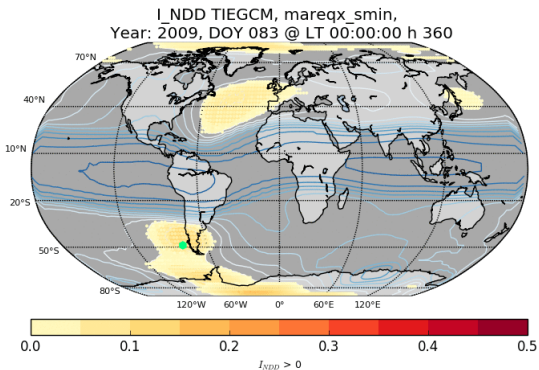 I_NDD TIEGCM, mareqx_smin,
Year: 2009, DOY 083 @ LT 00:00:00 h 360
70°N
40°N
10°N
20°S
50°S
80°S
120°W 60°W 0° 60°E 120°E
0.0 0.1 0.2 0.3 0.4 0.5
I_NDD > 0